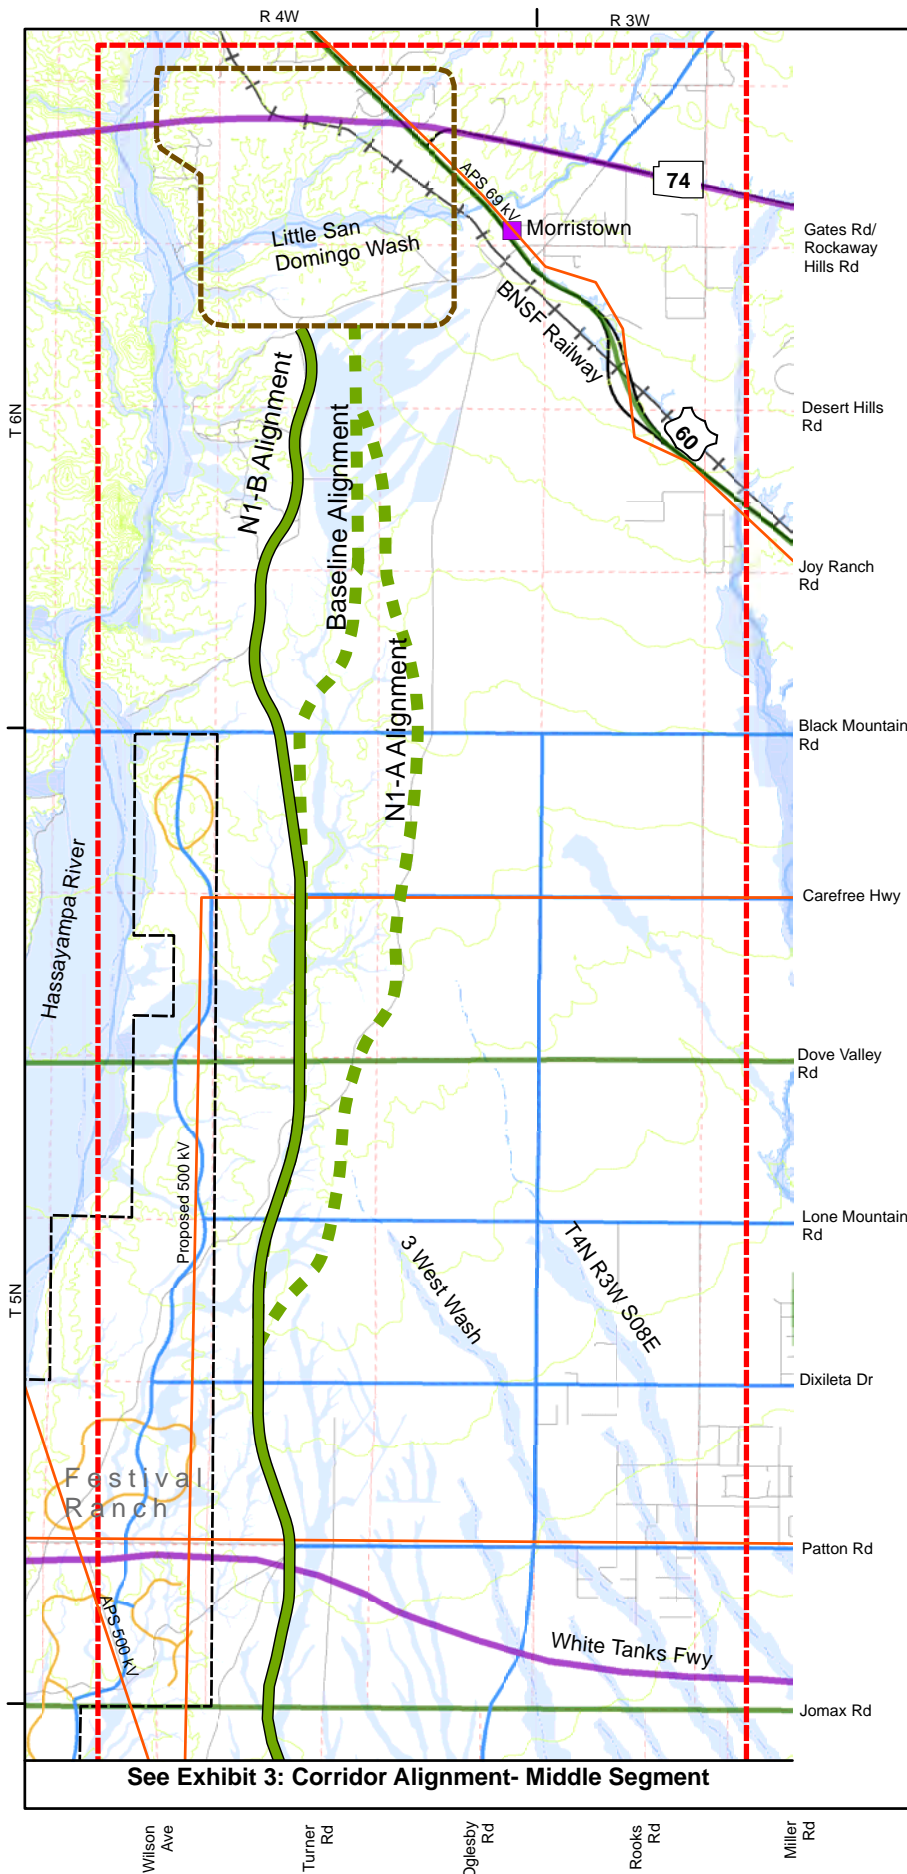 R 4W
R 3W
74
APS 69 kV
Morristown
Gates Rd/
Rockaway
Hills Rd
Little San
Domingo Wash
BNSF Railway
N1-B Alignment
Baseline Alignment
T 6N
Desert Hills
Rd
60
Joy Ranch
Rd
N1-A Alignment
Black Mountain
Rd
Hassayampa River
Carefree Hwy
Dove Valley
Rd
Proposed 500 kV
Lone Mountain
Rd
3 West Wash
T4N R3W S08E
T 5N
Dixileta Dr
Festival
Ranch
Patton Rd
APS 500 kV
White Tanks Fwy
Jomax Rd
See Exhibit 3: Corridor Alignment- Middle Segment
Wilson
Ave
Turner
Rd
Oglesby
Rd
Rooks
Rd
Miller
Rd